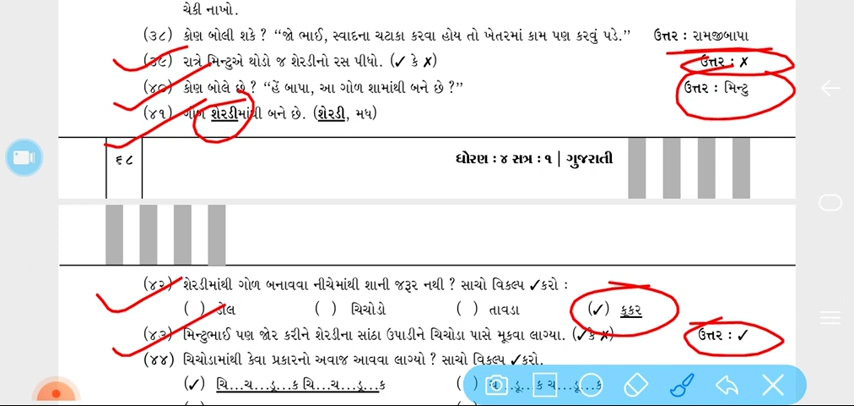 ચેકી નાખો.
(૩૮) કોણ બોલી શકે ? “જો ભાઈ, સ્વાદના ચટાકા કરવા હોય તો ખેતરમાં કામ પણ કરવું પડે.” ઉત્તર : રામજીબાપા
(૩૯) રાત્રે મિન્ટુએ થોડો જ શેરડીનો રસ પીધો. (✓ કે ✗) ઉત્તર : ✗
(૪૦) કોણ બોલે છે ? “હેં બાપા, આ ગોળ શામાંથી બને છે ?” ઉત્તર : મિન્ટુ
(૪૧) ગોળ શેરડીમાંથી બને છે. (શેરડી, મધ)
૬૮ ધોરણ : ૪ સત્ર : ૧ | ગુજરાતી
(૪૨) શેરડીમાંથી ગોળ બનાવવા નીચેમાંથી શાની જરૂર નથી ? સાચો વિકલ્પ ✓કરો :
( ) ડોલ ( ) ચિચોડો ( ) તાવડા (✓) કૂકર
(૪૩) મિન્ટુભાઈ પણ જોર કરીને શેરડીના સાંઠા ઉપાડીને ચિચોડા પાસે મૂકવા લાગ્યા. (✓કે ✗) ઉત્તર : ✓
(૪૪) ચિચોડામાંથી કેવા પ્રકારનો અવાજ આવવા લાગ્યો ? સાચો વિકલ્પ ✓કરો.
(✓) ચિ...ચ...ડૂ...ક ચિ...ચ...ડૂ...ક